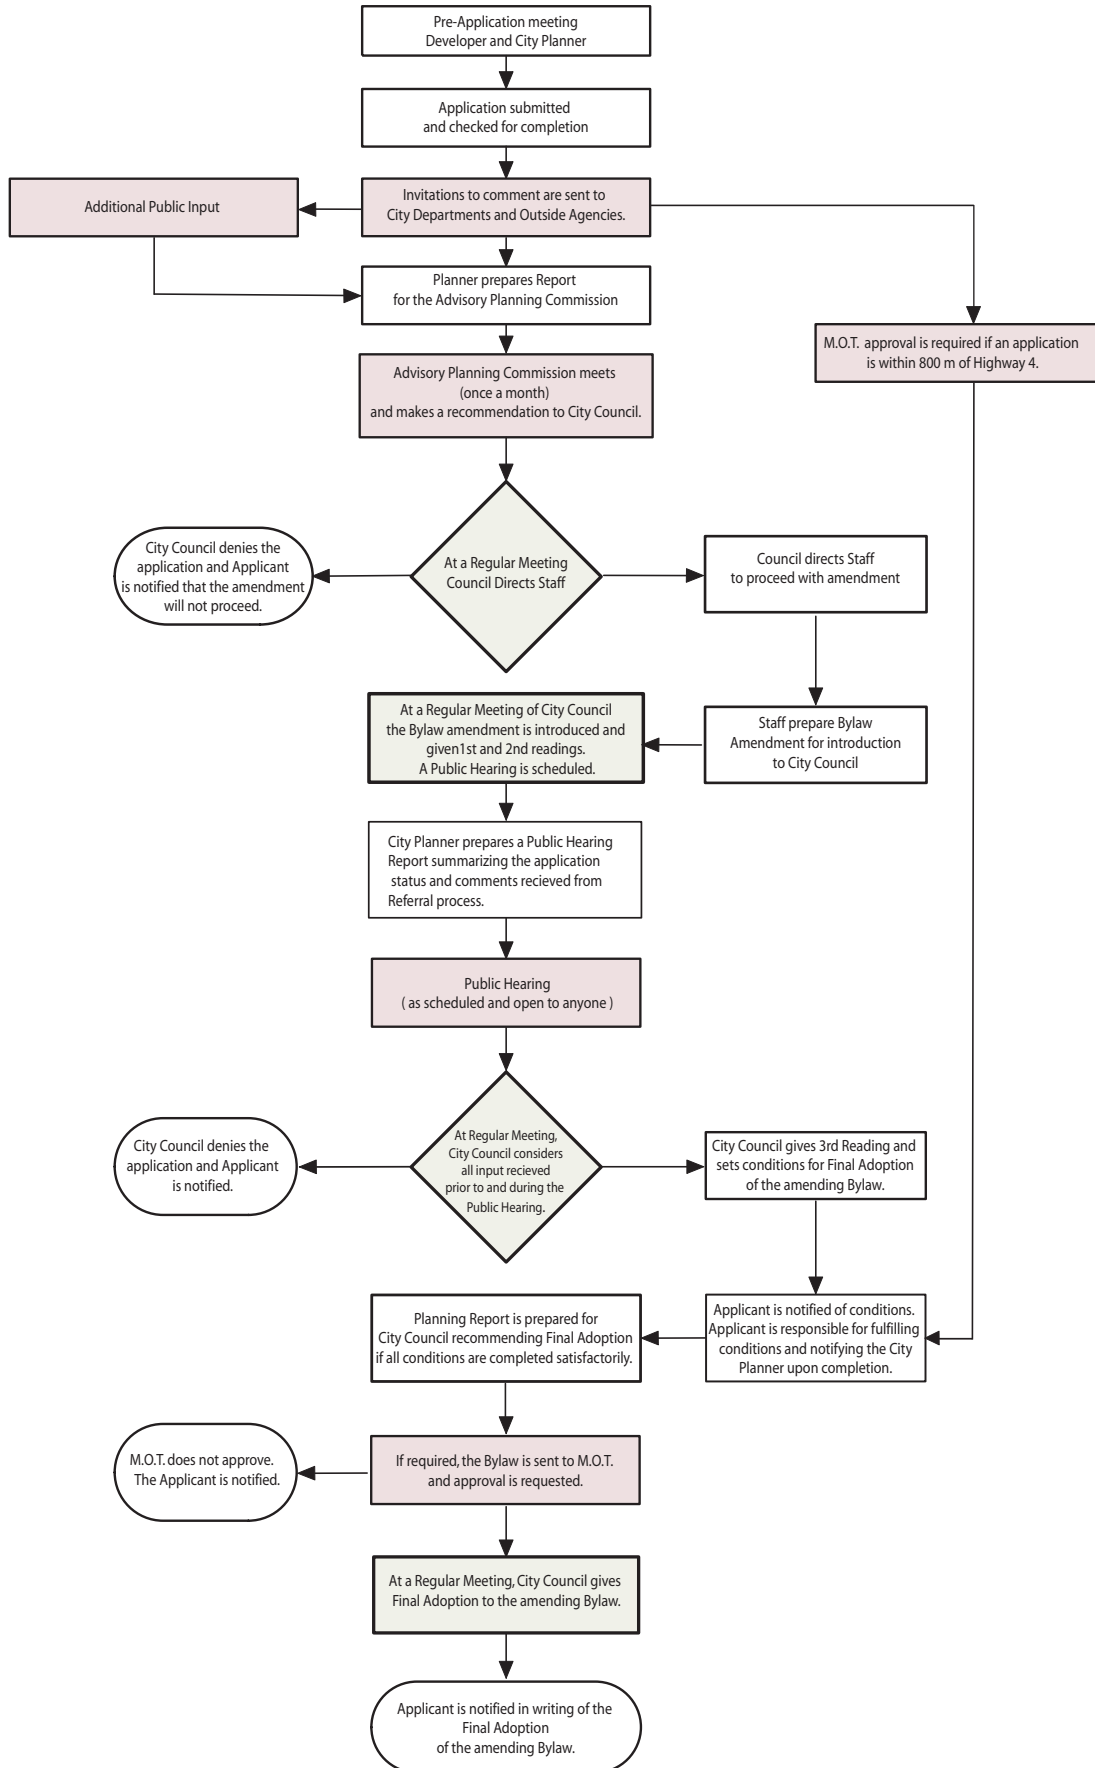 Pre-Application meeting
Developer and City Planner
Application submitted
and checked for completion
Additional Public Input
Invitations to comment are sent to
City Departments and Outside Agencies.
Planner prepares Report
for the Advisory Planning Commission
M.O.T. approval is required if an application
is within 800 m of Highway 4.
Advisory Planning Commission meets
(once a month)
and makes a recommendation to City Council.
City Council denies the
application and Applicant
is notified that the amendment
will not proceed.
At a Regular Meeting
Council Directs Staff
Council directs Staff
to proceed with amendment
At a Regular Meeting of City Council
the Bylaw amendment is introduced and
given1st and 2nd readings.
A Public Hearing is scheduled.
Staff prepare Bylaw
Amendment for introduction
to City Council
City Planner prepares a Public Hearing
Report summarizing the application
status and comments recieved from
Referral process.
Public Hearing
( as scheduled and open to anyone )
City Council denies the
application and Applicant
is notified.
At Regular Meeting,
City Council considers
all input recieved
prior to and during the
Public Hearing.
City Council gives 3rd Reading and
sets conditions for Final Adoption
of the amending Bylaw.
Planning Report is prepared for
City Council recommending Final Adoption
if all conditions are completed satisfactorily.
Applicant is notified of conditions.
Applicant is responsible for fulfilling
conditions and notifying the City
Planner upon completion.
M.O.T. does not approve.
The Applicant is notified.
If required, the Bylaw is sent to M.O.T.
and approval is requested.
At a Regular Meeting, City Council gives
Final Adoption to the amending Bylaw.
Applicant is notified in writing of the
Final Adoption
of the amending Bylaw.